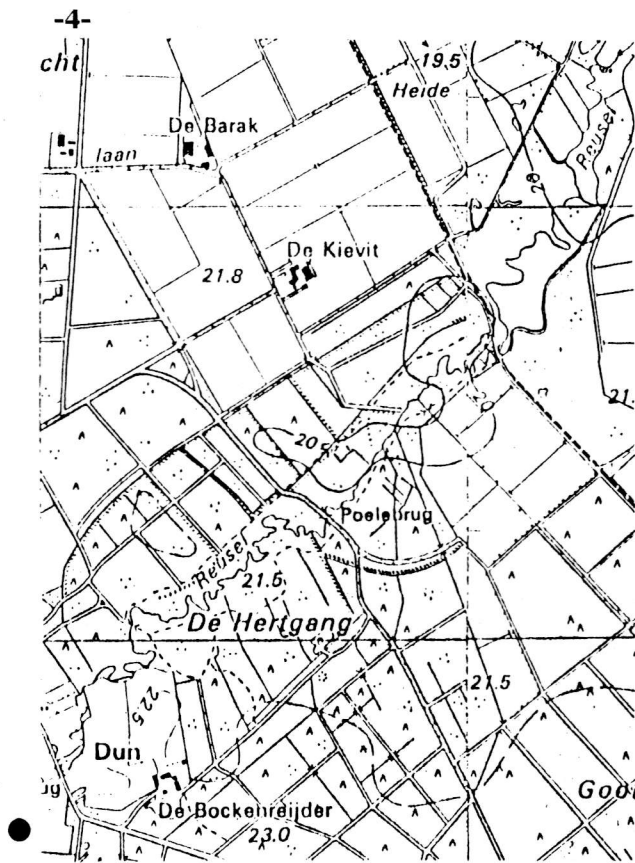 -4-
cht
19.5
Heide
De Barak
laan
Reusel
20
De Kievit
21.8
21.
20
Poelebrug
Reusel
21.5
De Hertgang
21.5
22.5
Dun
Gooi
De Bockenreijder
23.0